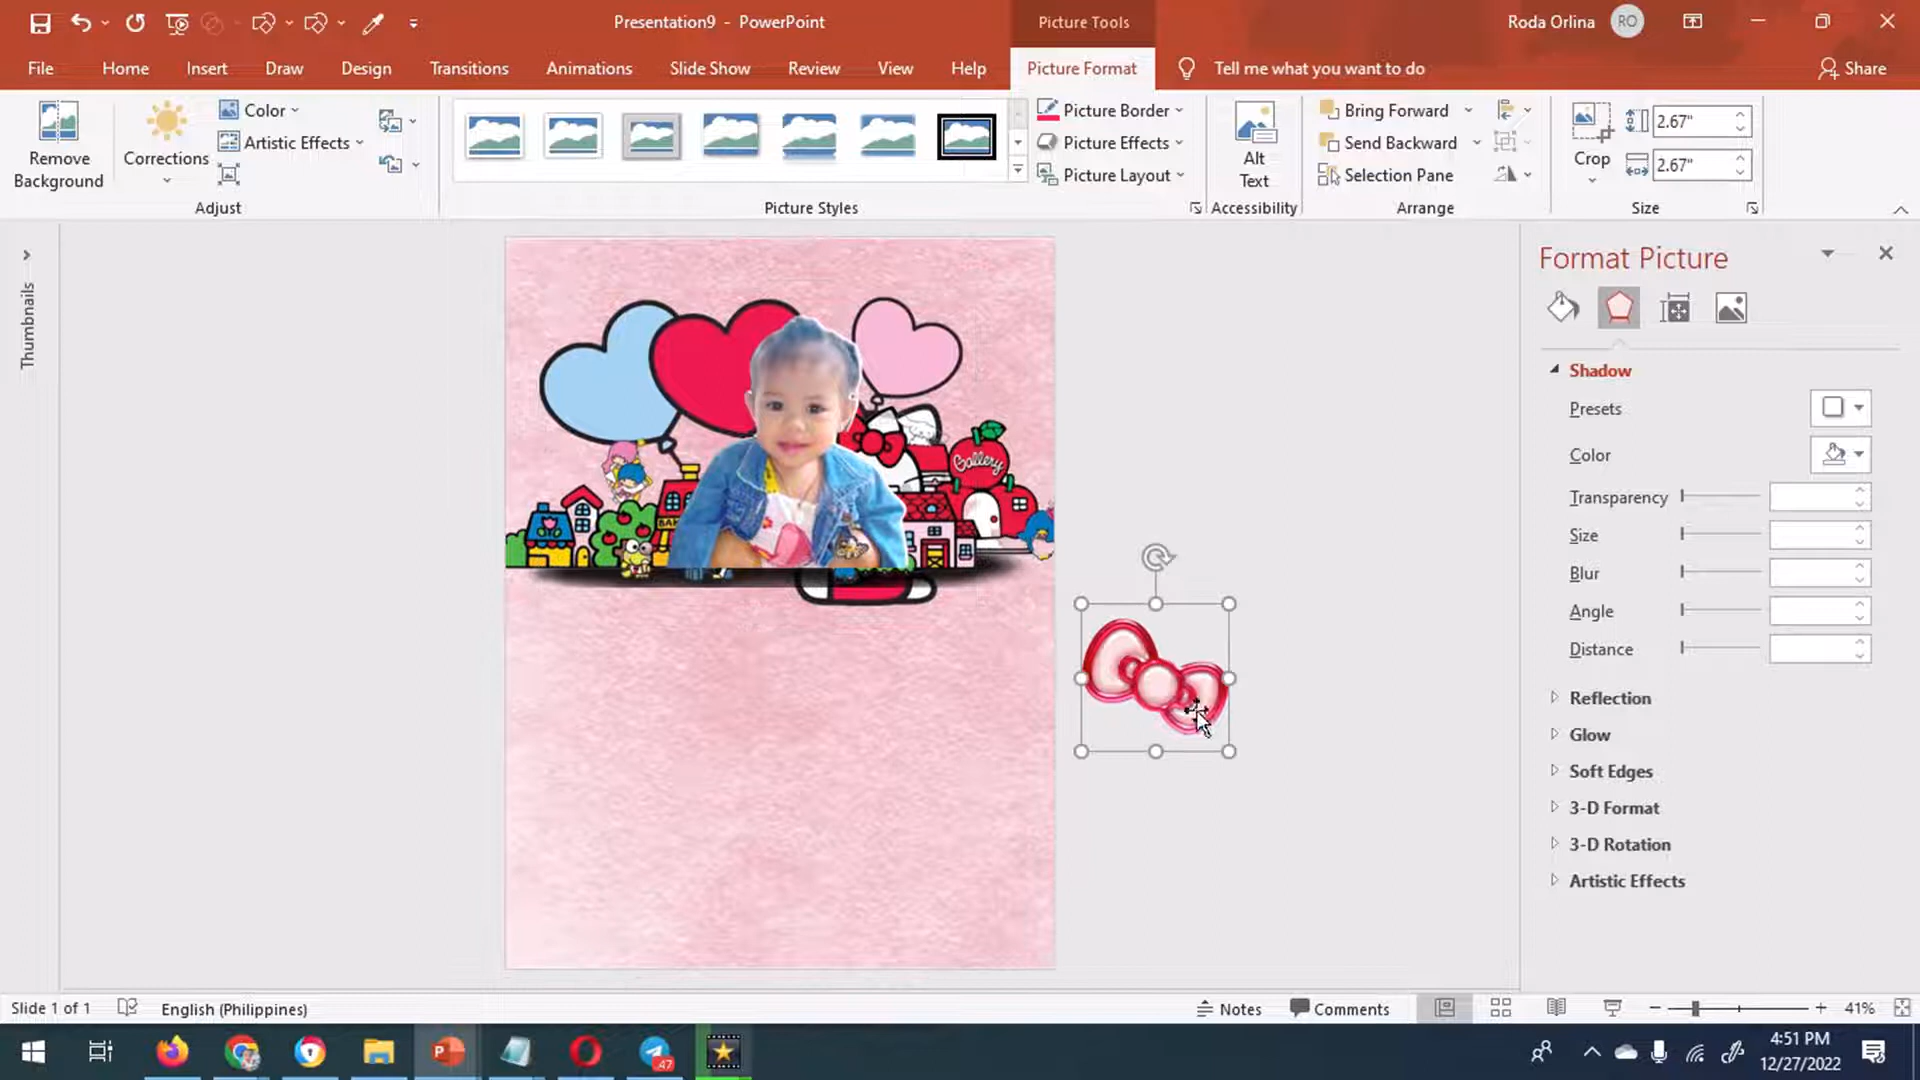 Presentation9 - PowerPoint
Picture Tools
Roda Orlina
RO
File
Home
Insert
Draw
Design
Transitions
Animations
Slide Show
Review
View
Help
Picture Format
Tell me what you want to do
Share
Remove
Background
Corrections
Color
Artistic Effects
Adjust
Picture Styles
Picture Border
Picture Effects
Picture Layout
Alt
Text
Accessibility
Bring Forward
Send Backward
Selection Pane
Arrange
Crop
2.67"
2.67"
Size
Thumbnails
Gallery
Format Picture
Shadow
Presets
Color
Transparency
Size
Blur
Angle
Distance
Reflection
Glow
Soft Edges
3-D Format
3-D Rotation
Artistic Effects
Slide 1 of 1
English (Philippines)
Notes
Comments
41%
47
4:51 PM
12/27/2022